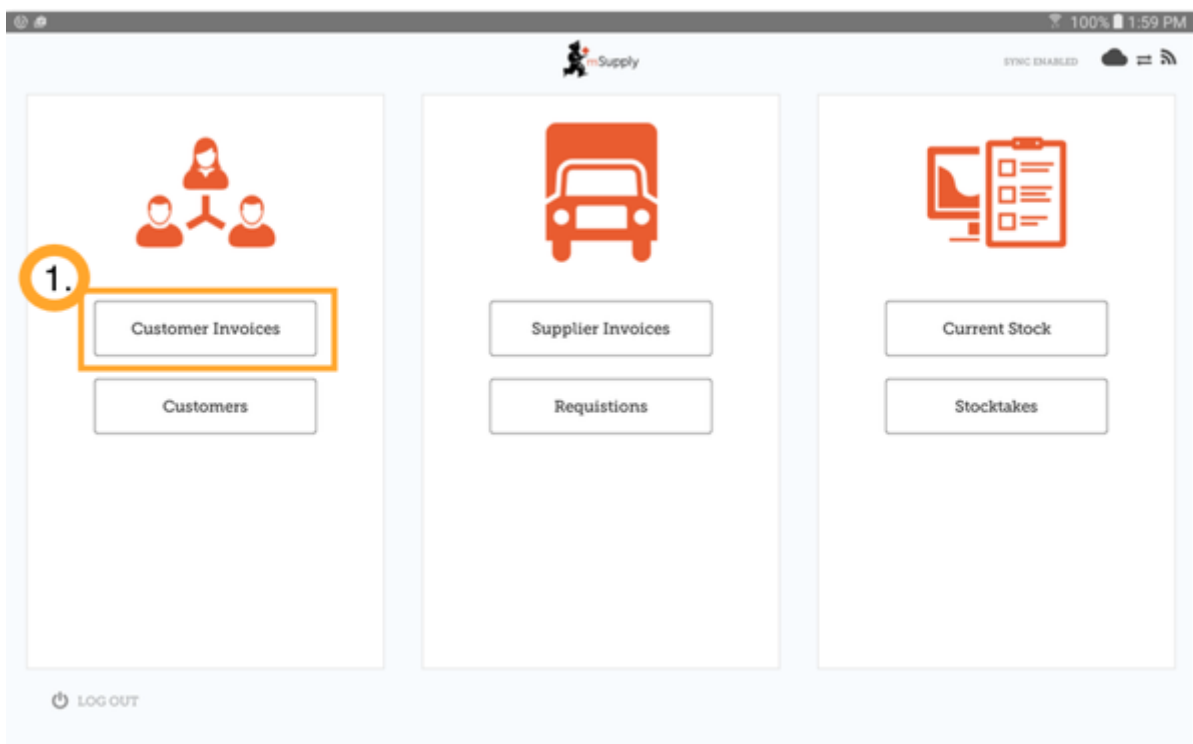 100% 1:59 PM
mSupply
SYNC ENABLED
1.
Customer Invoices
Supplier Invoices
Current Stock
Customers
Requistions
Stocktakes
LOG OUT